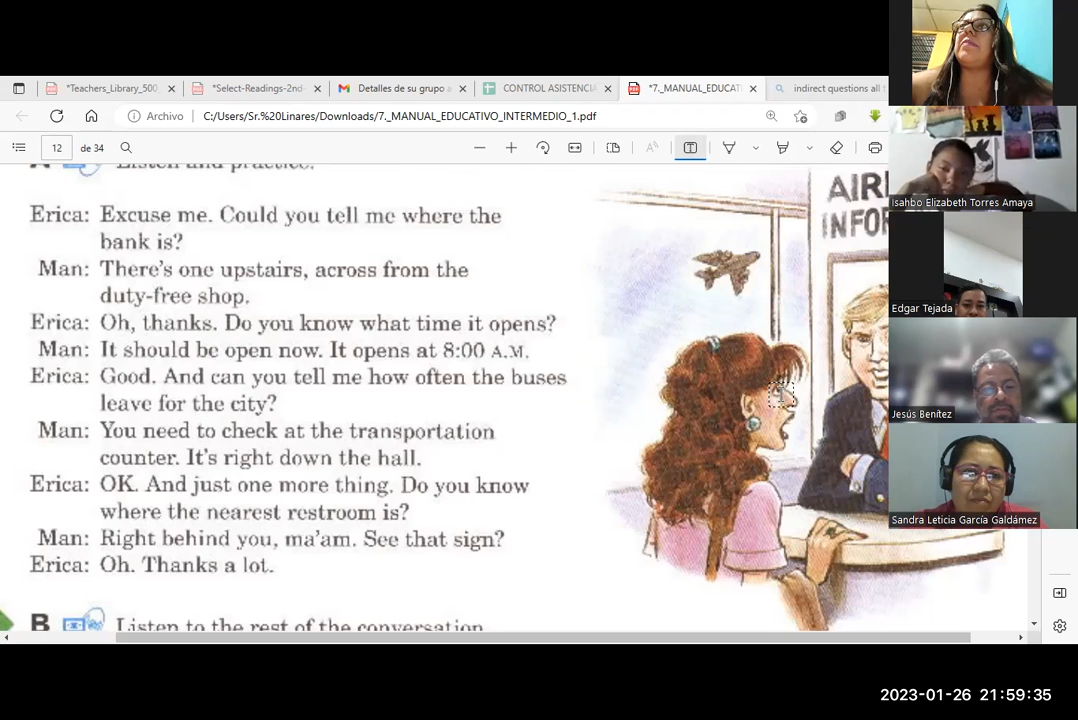 *Teachers_Library_500
*Select-Readings-2nd-
Detalles de su grupo a
CONTROL ASISTENCIA
*7._MANUAL_EDUCATI
indirect questions all
Archivo
C:/Users/Sr.%20Linares/Downloads/7._MANUAL_EDUCATIVO_INTERMEDIO_1.pdf
12 de 34
A Listen and practice.
Erica: Excuse me. Could you tell me where the
bank is?
Man: There's one upstairs, across from the
duty-free shop.
Erica: Oh, thanks. Do you know what time it opens?
Man: It should be open now. It opens at 8:00 A.M.
Erica: Good. And can you tell me how often the buses
leave for the city?
Man: You need to check at the transportation
counter. It's right down the hall.
Erica: OK. And just one more thing. Do you know
where the nearest restroom is?
Man: Right behind you, ma'am. See that sign?
Erica: Oh. Thanks a lot.
B Listen to the rest of the conversation
AIR
INFO
Isahbo Elizabeth Torres Amaya
Edgar Tejada
Jesús Benítez
Sandra Leticia García Galdámez
2023-01-26 21:59:35